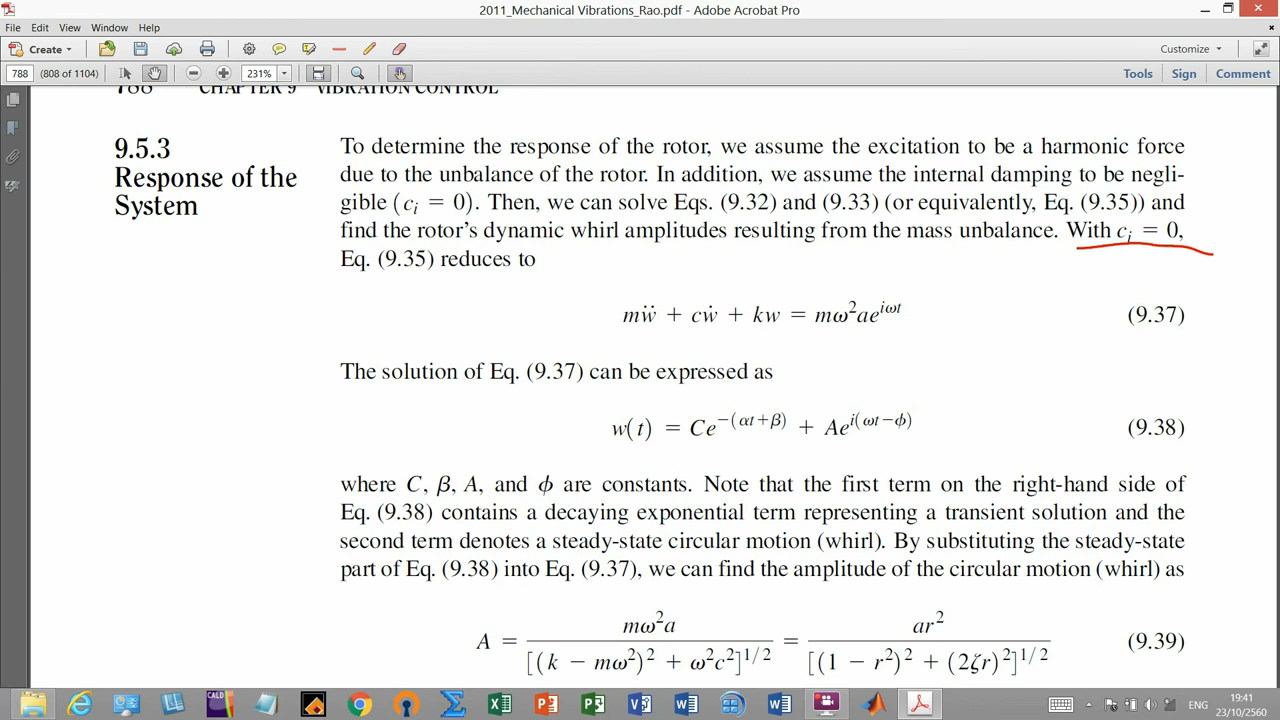 2011_Mechanical Vibrations_Rao.pdf - Adobe Acrobat Pro
File Edit View Window Help
Create Customize
788 (808 of 1104) 231% Tools Sign Comment
788 CHAPTER 9 VIBRATION CONTROL
9.5.3
Response of the
System
To determine the response of the rotor, we assume the excitation to be a harmonic force
due to the unbalance of the rotor. In addition, we assume the internal damping to be negli-
gible (cᵢ = 0). Then, we can solve Eqs. (9.32) and (9.33) (or equivalently, Eq. (9.35)) and
find the rotor's dynamic whirl amplitudes resulting from the mass unbalance. With cᵢ = 0,
Eq. (9.35) reduces to
mẅ + cẇ + kw = mω²ae^{iωt} (9.37)
The solution of Eq. (9.37) can be expressed as
w(t) = Ce^{-(αt+β)} + Ae^{i(ωt-ϕ)} (9.38)
where C, β, A, and ϕ are constants. Note that the first term on the right-hand side of
Eq. (9.38) contains a decaying exponential term representing a transient solution and the
second term denotes a steady-state circular motion (whirl). By substituting the steady-state
part of Eq. (9.38) into Eq. (9.37), we can find the amplitude of the circular motion (whirl) as
A = mω²a / [(k - mω²)² + ω²c²]^{1/2} = ar² / [(1 - r²)² + (2ζr)²]^{1/2} (9.39)
CALD
ENG
19:41
23/10/2560